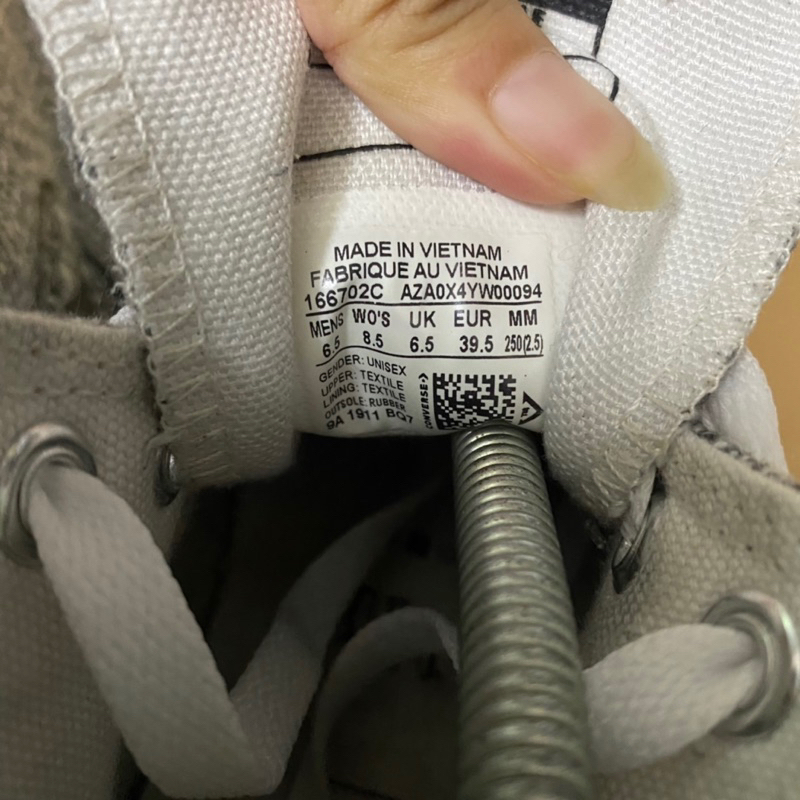 MADE IN VIETNAM
FABRIQUE AU VIETNAM
166702C AZA0X4YW00094
MENS WO'S UK EUR MM
6.5 8.5 6.5 39.5 250(2.5)
GENDER: UNISEX
UPPER: TEXTILE
LINING: TEXTILE
OUTSOLE: RUBBER
9A 1911 BQ7
CONVERSE